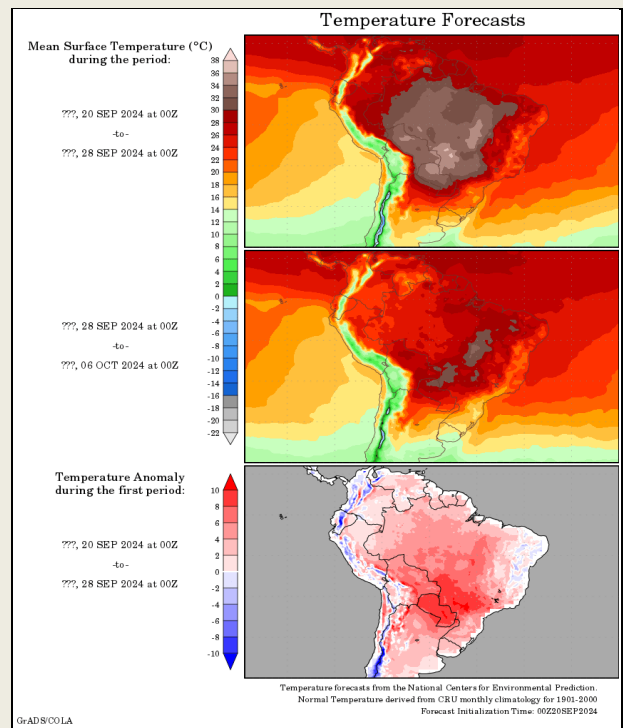 Temperature Forecasts
Mean Surface Temperature (°C)
during the period:
38
36
34
32
30
28
26
24
22
20
18
16
14
12
10
8
6
4
2
0
-2
-4
-6
-8
-10
-12
-14
-16
-18
-20
-22
???, 20 SEP 2024 at 00Z
-to-
???, 28 SEP 2024 at 00Z
???, 28 SEP 2024 at 00Z
-to-
???, 06 OCT 2024 at 00Z
Temperature Anomaly
during the first period:
10
8
6
4
2
0
-2
-4
-6
-8
-10
???, 20 SEP 2024 at 00Z
-to-
???, 28 SEP 2024 at 00Z
Temperature forecasts from the National Centers for Environmental Prediction.
Normal Temperature derived from CRU monthly climatology for 1901-2000
Forecast Initialization Time: 00Z20SEP2024
GrADS/COLA